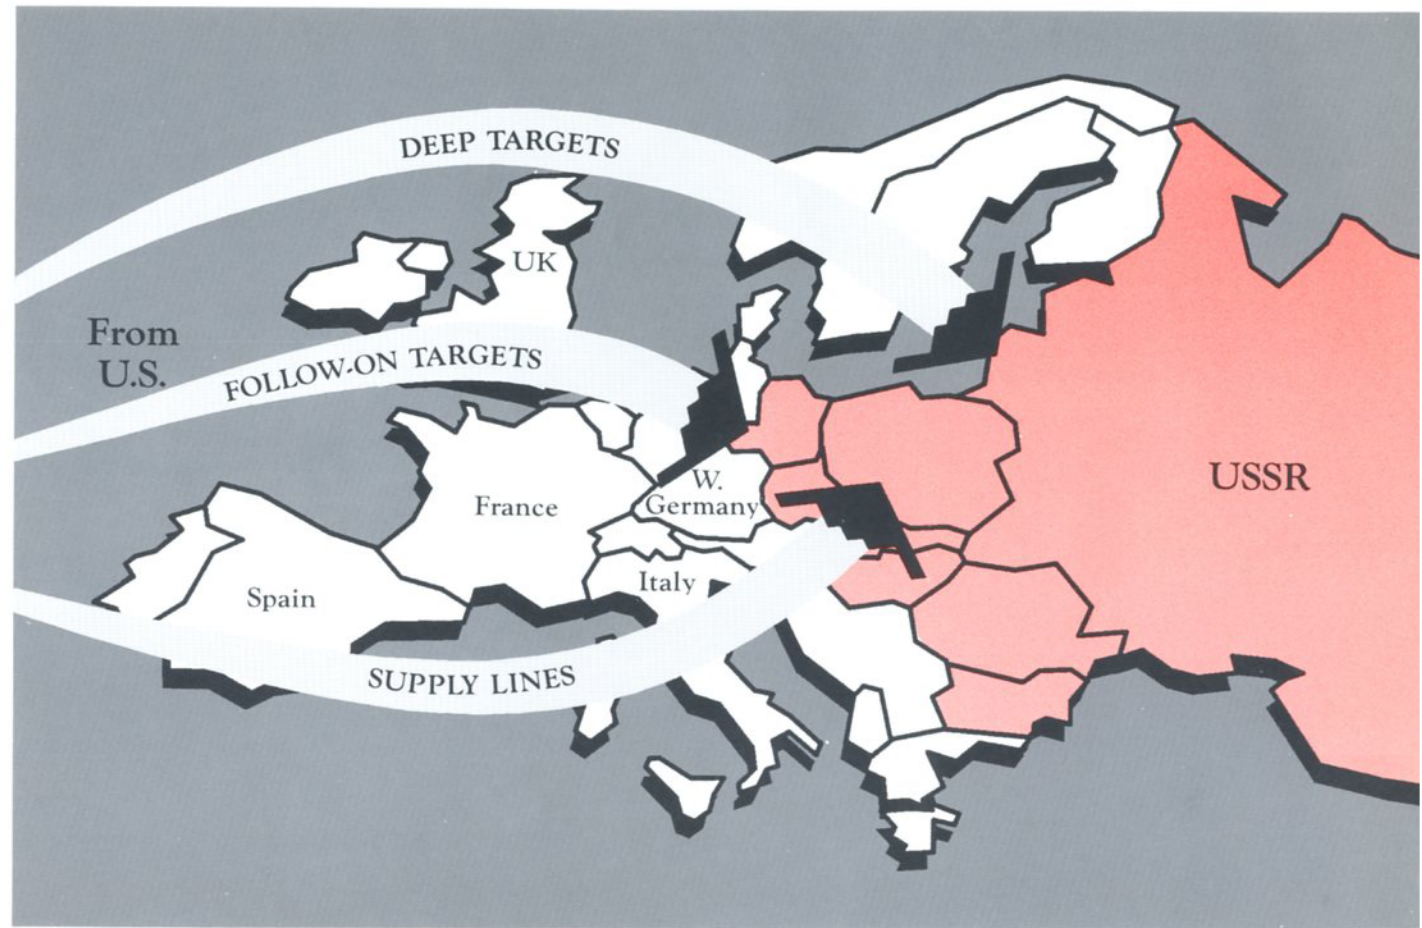 DEEP TARGETS
UK
From
U.S.
FOLLOW-ON TARGETS
W.
Germany
France
USSR
Italy
Spain
SUPPLY LINES